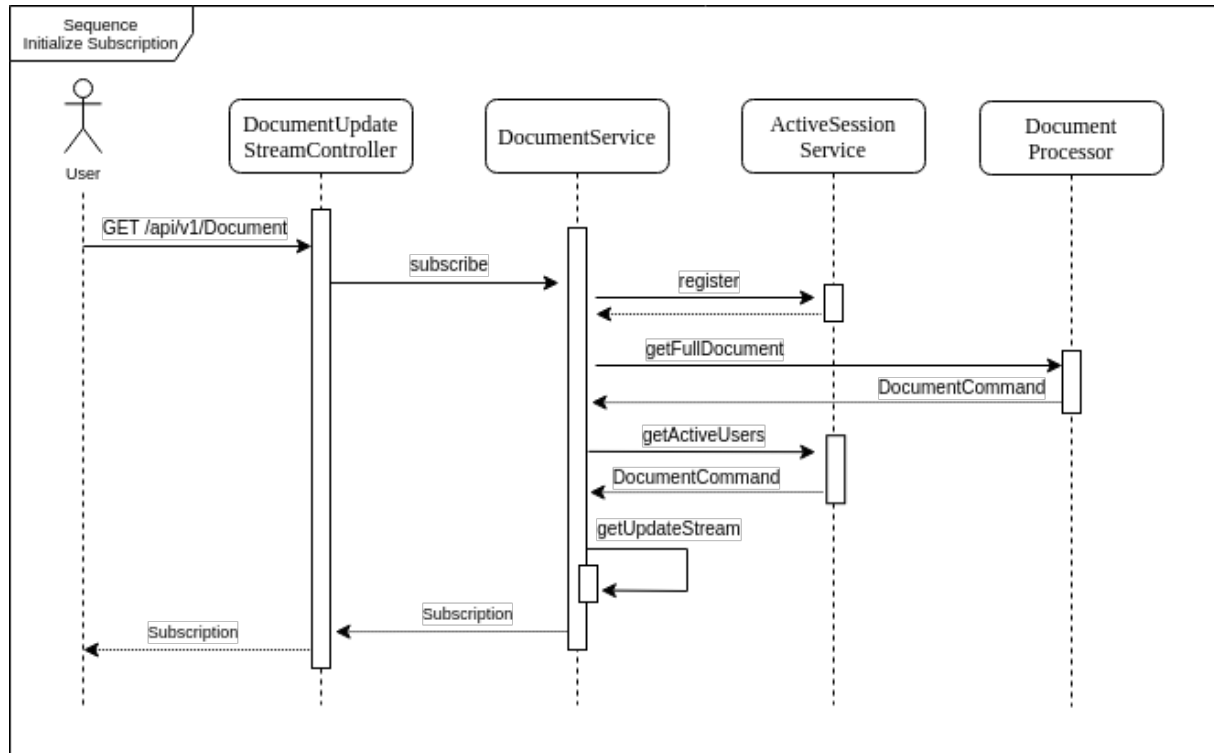 Sequence
Initialize Subscription
User
DocumentUpdate
StreamController
DocumentService
ActiveSession
Service
Document
Processor
GET /api/v1/Document
subscribe
register
getFullDocument
DocumentCommand
getActiveUsers
DocumentCommand
getUpdateStream
Subscription
Subscription